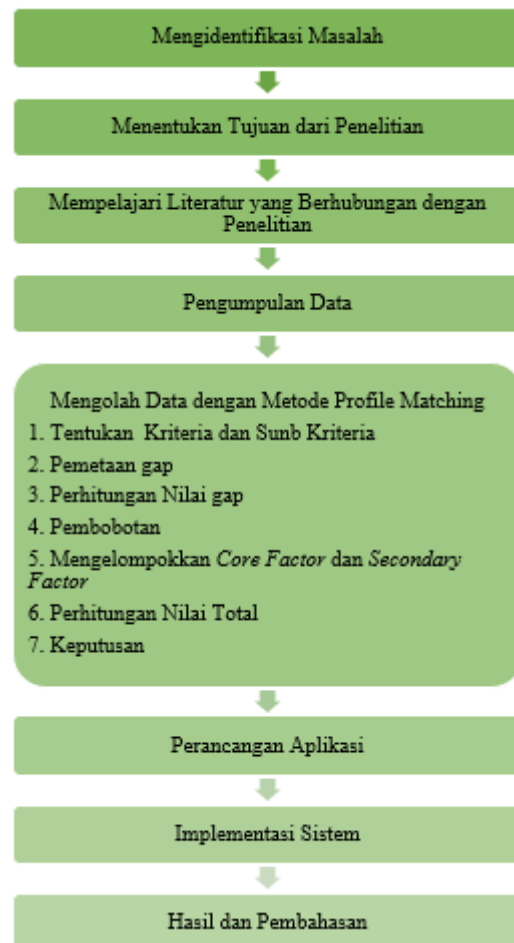 Mengidentifikasi Masalah
Menentukan Tujuan dari Penelitian
Mempelajari Literatur yang Berhubungan dengan
Penelitian
Pengumpulan Data
Mengolah Data dengan Metode Profile Matching
1. Tentukan Kriteria dan Sunb Kriteria
2. Pemetaan gap
3. Perhitungan Nilai gap
4. Pembobotan
5. Mengelompokkan Core Factor dan Secondary
Factor
6. Perhitungan Nilai Total
7. Keputusan
Perancangan Aplikasi
Implementasi Sistem
Hasil dan Pembahasan